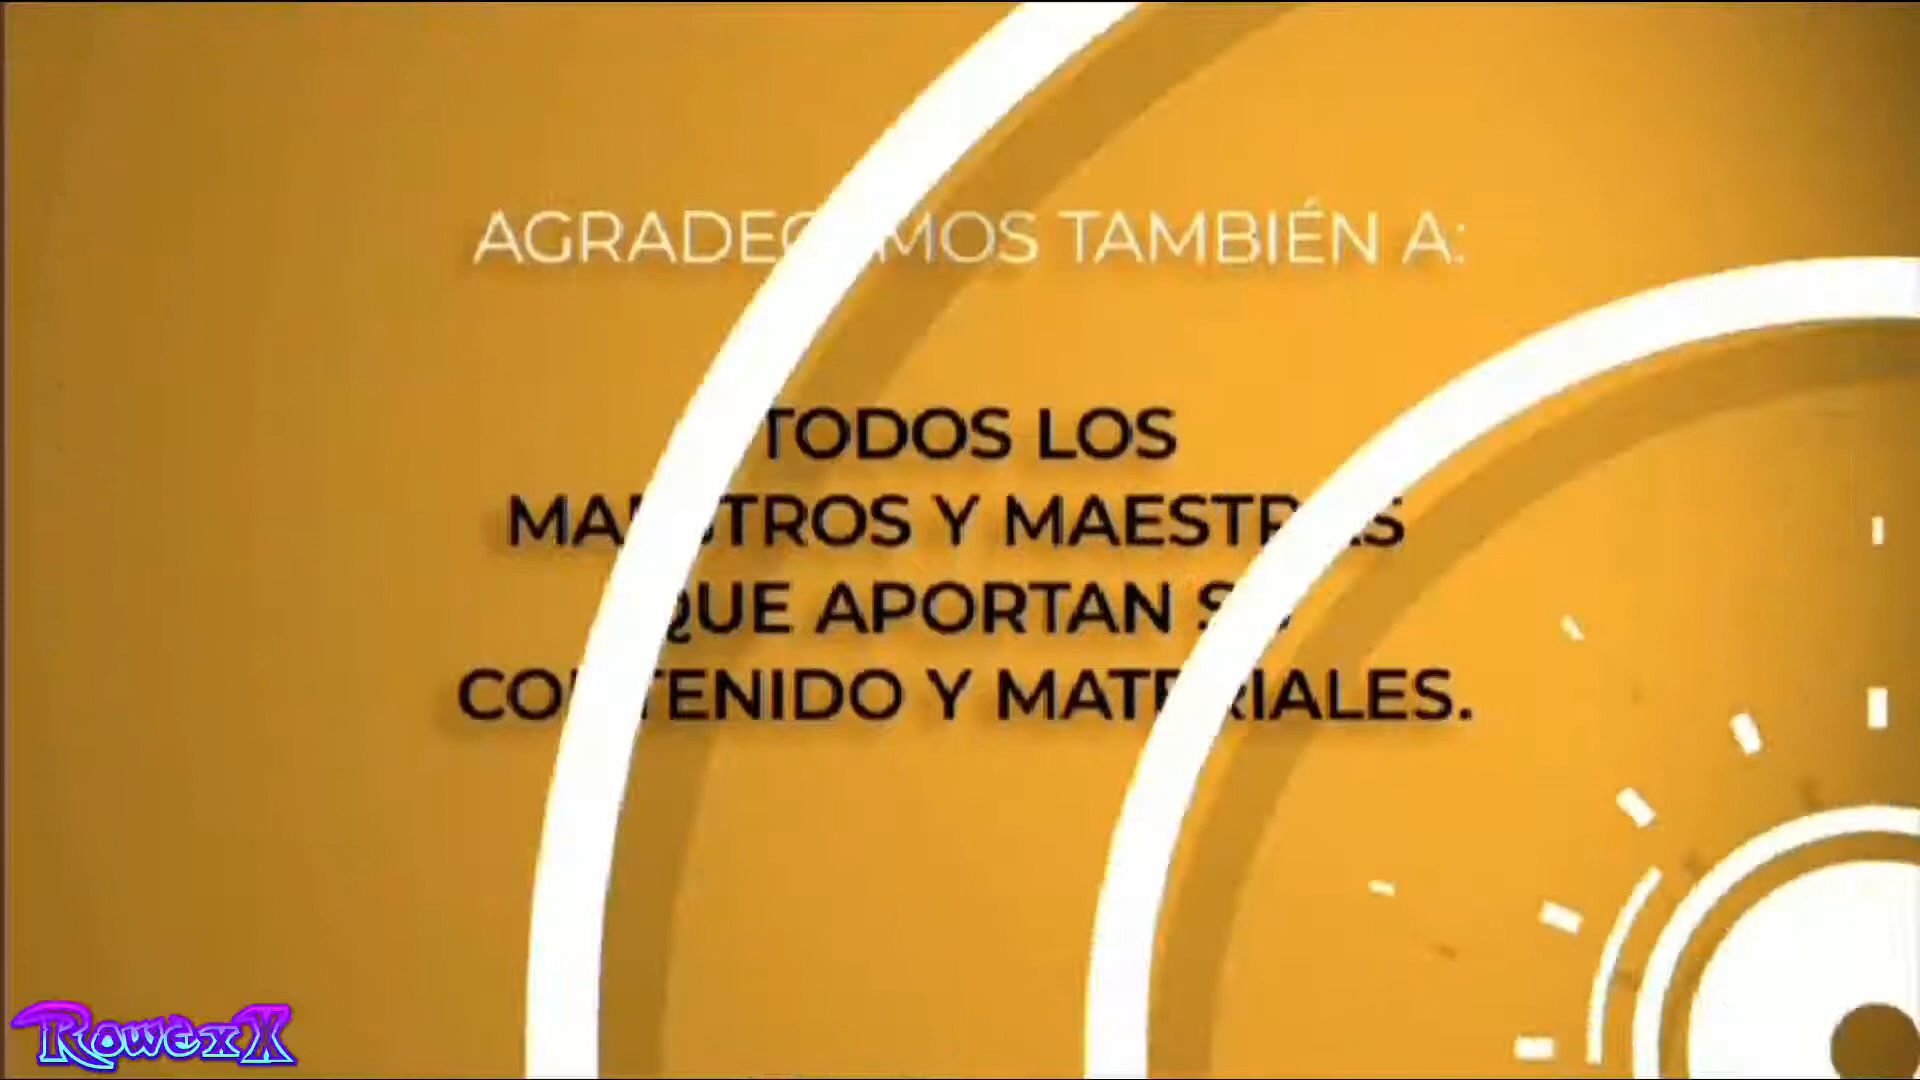 AGRADECEMOS TAMBIÉN A:
TODOS LOS
MAESTROS Y MAESTRAS
QUE APORTAN SU
CONTENIDO Y MATERIALES.
RowexX